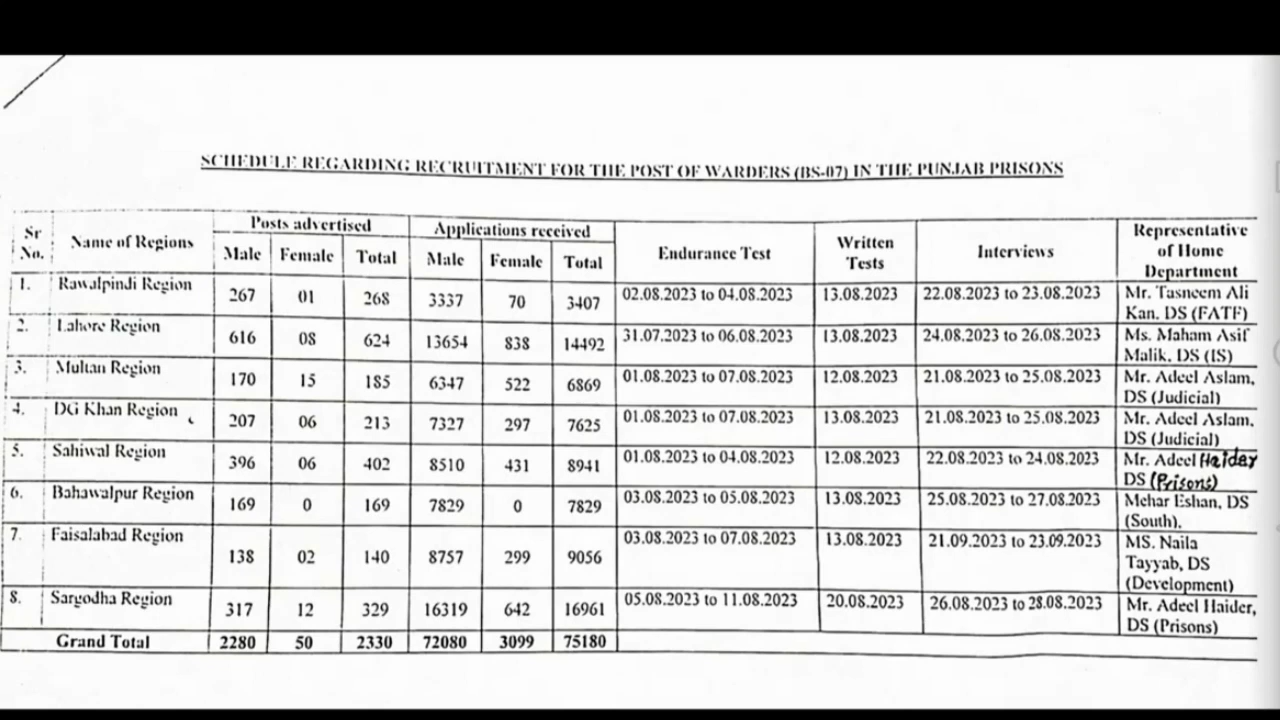 SCHEDULE REGARDING RECRUITMENT FOR THE POST OF WARDERS (BS-07) IN THE PUNJAB PRISONS
Sr No. Name of Regions Posts advertised Applications received Endurance Test Written Tests Interviews Representative of Home Department
Male Female Total Male Female Total
1. Rawalpindi Region 267 01 268 3337 70 3407 02.08.2023 to 04.08.2023 13.08.2023 22.08.2023 to 23.08.2023 Mr. Tasneem Ali Kan. DS (FATF)
2. Lahore Region 616 08 624 13654 838 14492 31.07.2023 to 06.08.2023 13.08.2023 24.08.2023 to 26.08.2023 Ms. Maham Asif Malik, DS (IS)
3. Multan Region 170 15 185 6347 522 6869 01.08.2023 to 07.08.2023 12.08.2023 21.08.2023 to 25.08.2023 Mr. Adeel Aslam, DS (Judicial)
4. DG Khan Region 207 06 213 7327 297 7625 01.08.2023 to 07.08.2023 13.08.2023 21.08.2023 to 25.08.2023 Mr. Adeel Aslam, DS (Judicial)
5. Sahiwal Region 396 06 402 8510 431 8941 01.08.2023 to 04.08.2023 12.08.2023 22.08.2023 to 24.08.2023 Mr. Adeel Haider DS (Prisons)
6. Bahawalpur Region 169 0 169 7829 0 7829 03.08.2023 to 05.08.2023 13.08.2023 25.08.2023 to 27.08.2023 Mehar Eshan, DS (South).
7. Faisalabad Region 138 02 140 8757 299 9056 03.08.2023 to 07.08.2023 13.08.2023 21.09.2023 to 23.09.2023 MS. Naila Tayyab, DS (Development)
8. Sargodha Region 317 12 329 16319 642 16961 05.08.2023 to 11.08.2023 20.08.2023 26.08.2023 to 28.08.2023 Mr. Adeel Haider, DS (Prisons)
Grand Total 2280 50 2330 72080 3099 75180